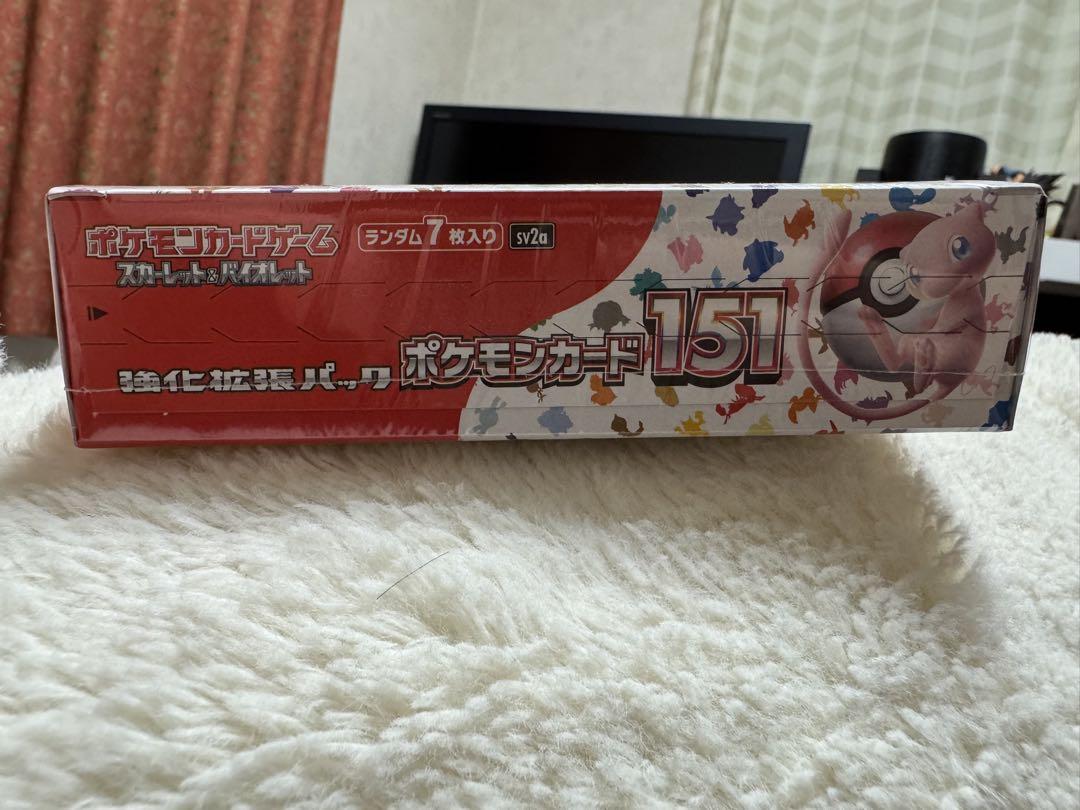 ポケモンカードゲーム
スカーレット&バイオレット
ランダム7枚入り
sv2a
強化拡張パック
ポケモンカード151